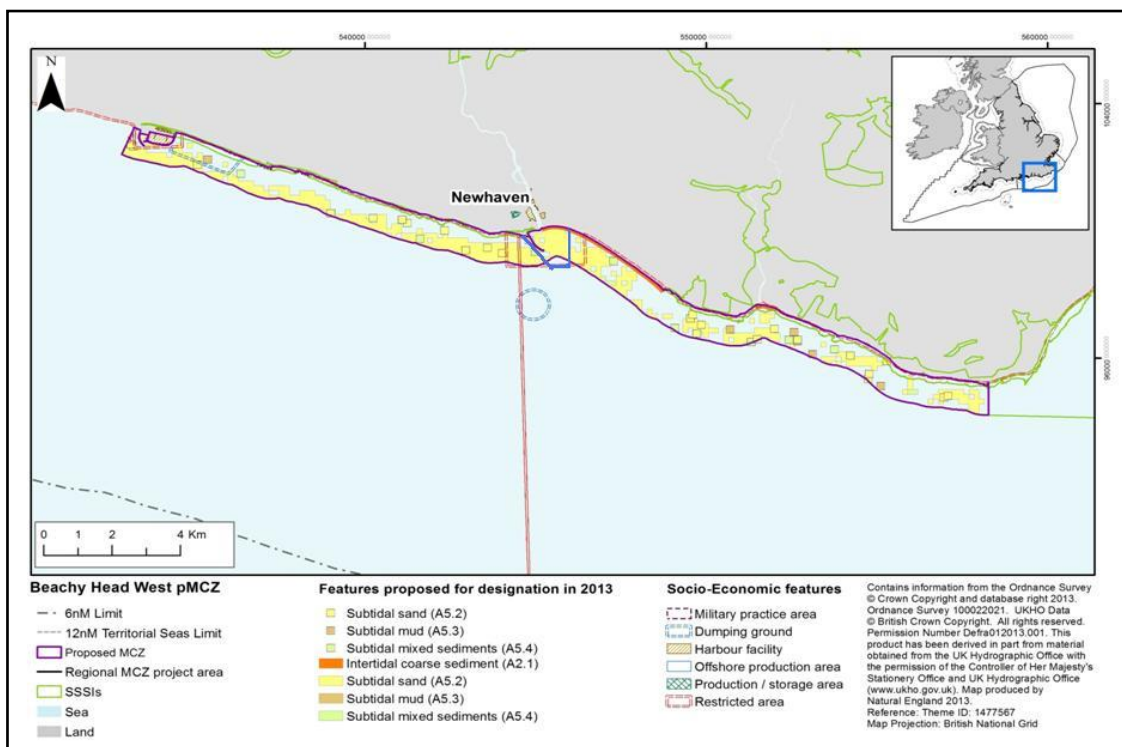 540000.000000
550000.000000
560000.000000
N
104000.000000
Newhaven
96000.000000
0 1 2 4 Km
Beachy Head West pMCZ
6nM Limit
12nM Territorial Seas Limit
Proposed MCZ
Regional MCZ project area
SSSIs
Sea
Land
Features proposed for designation in 2013
Subtidal sand (A5.2)
Subtidal mud (A5.3)
Subtidal mixed sediments (A5.4)
Intertidal coarse sediment (A2.1)
Subtidal sand (A5.2)
Subtidal mud (A5.3)
Subtidal mixed sediments (A5.4)
Socio-Economic features
Military practice area
Dumping ground
Harbour facility
Offshore production area
Production / storage area
Restricted area
Contains information from the Ordnance Survey
© Crown Copyright and database right 2013.
Ordnance Survey 100022021. UKHO Data
© British Crown Copyright. All rights reserved.
Permission Number Defra012013.001. This
product has been derived in part from material
obtained from the UK Hydrographic Office with
the permission of the Controller of Her Majesty's
Stationery Office and UK Hydrographic Office
(www.ukho.gov.uk). Map produced by
Natural England 2013.
Reference: Theme ID: 1477567
Map Projection: British National Grid